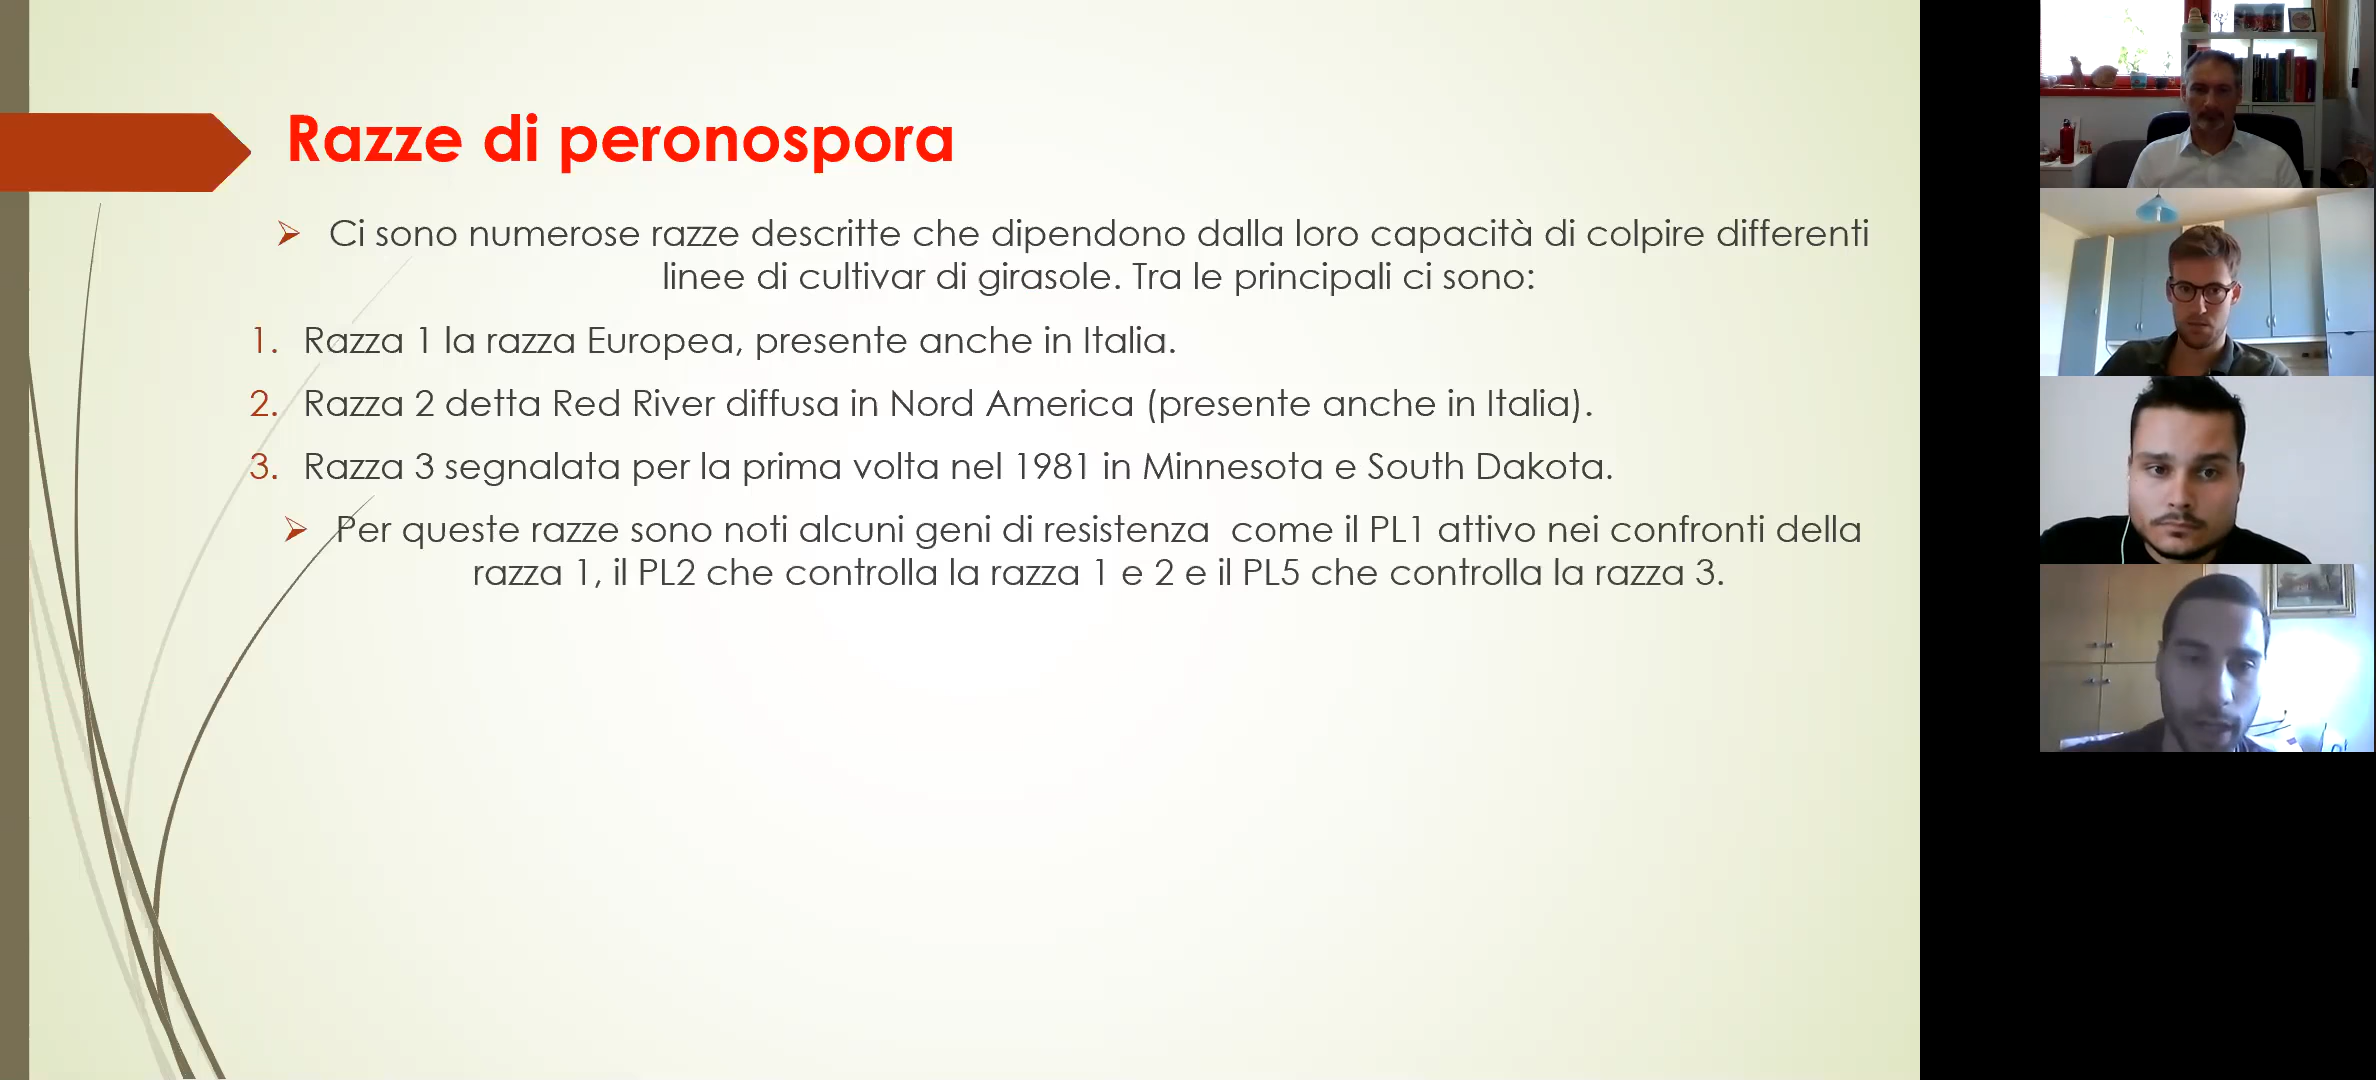 Razze di peronospora
Ci sono numerose razze descritte che dipendono dalla loro capacità di colpire differenti
linee di cultivar di girasole. Tra le principali ci sono:
1. Razza 1 la razza Europea, presente anche in Italia.
2. Razza 2 detta Red River diffusa in Nord America (presente anche in Italia).
3. Razza 3 segnalata per la prima volta nel 1981 in Minnesota e South Dakota.
Per queste razze sono noti alcuni geni di resistenza  come il PL1 attivo nei confronti della
razza 1, il PL2 che controlla la razza 1 e 2 e il PL5 che controlla la razza 3.